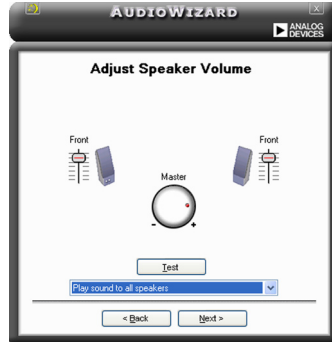 AUDIOWIZARD
X
ANALOG
DEVICES
Adjust Speaker Volume
Front
Front
Master
- +
Test
Play sound to all speakers
< Back
Next >